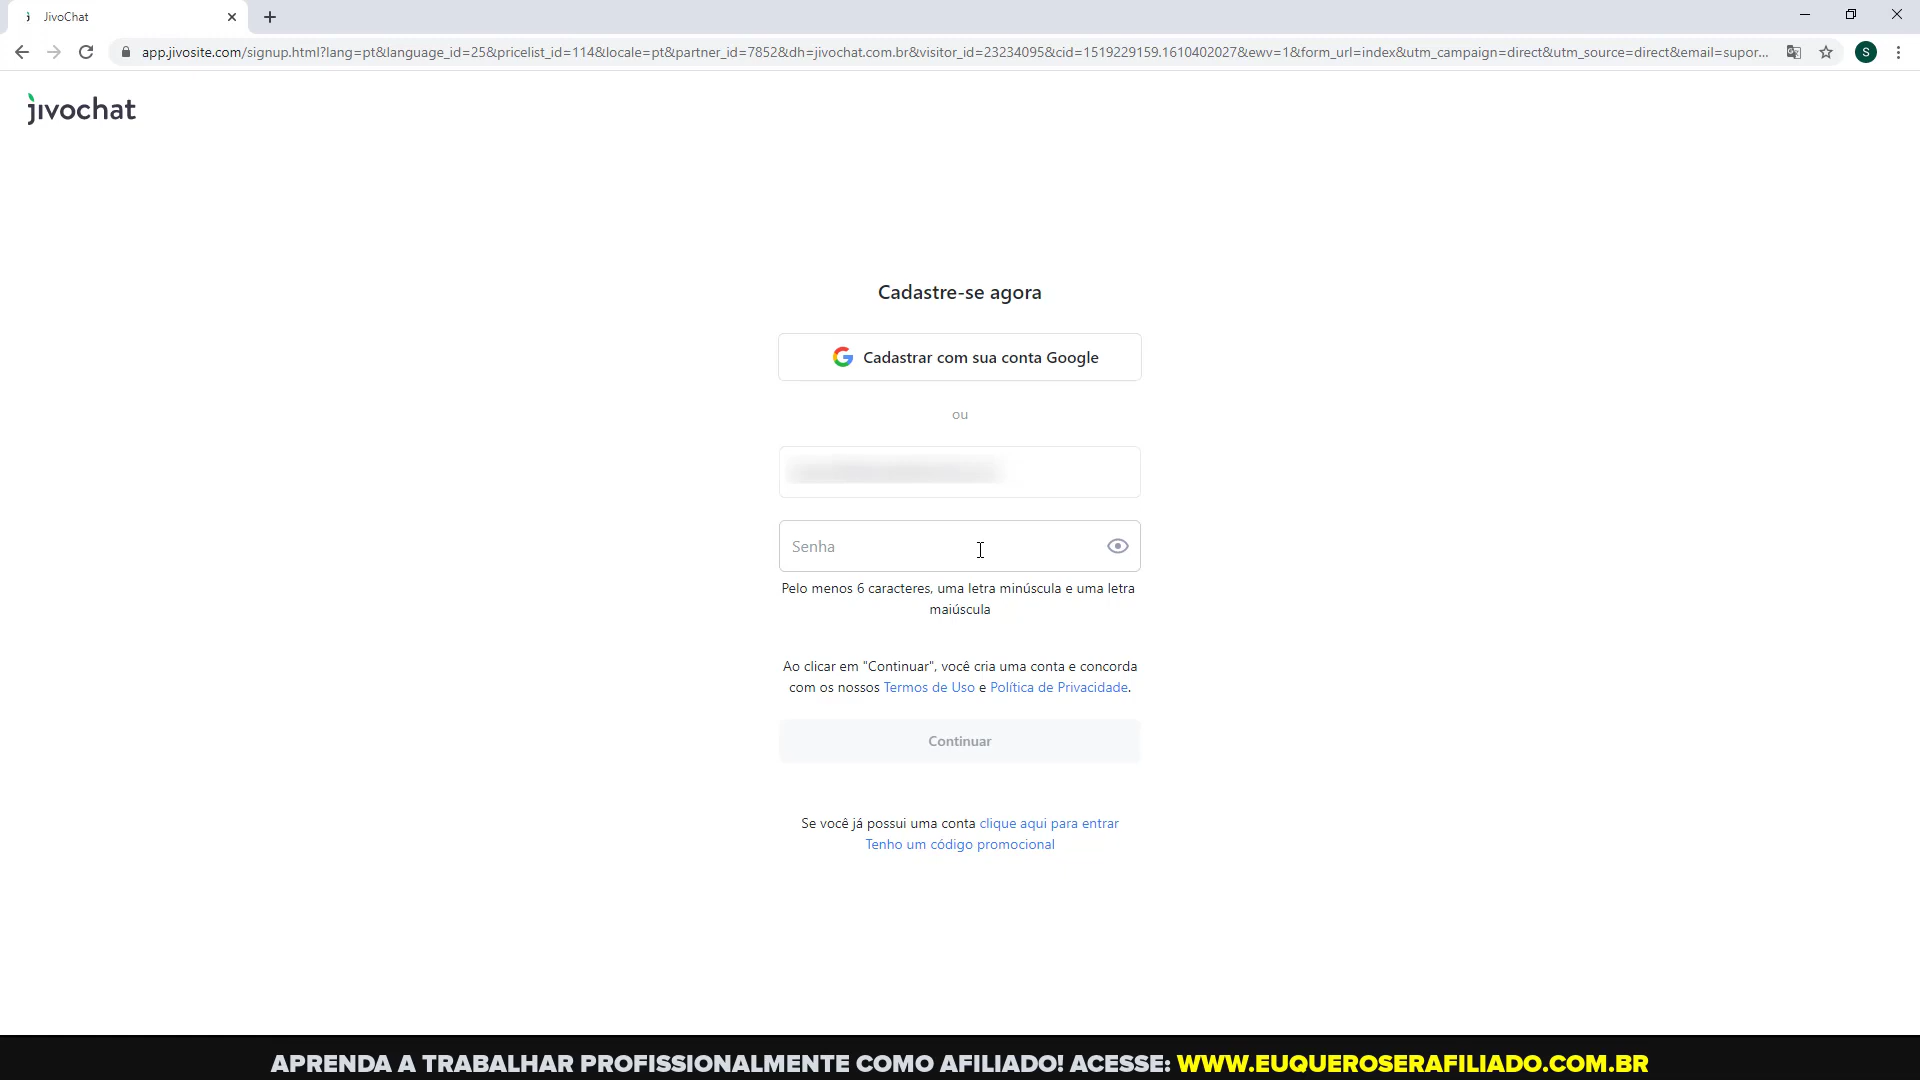 JivoChat
app.jivosite.com/signup.html?lang=pt&language_id=25&pricelist_id=114&locale=pt&partner_id=7852&dh=jivochat.com.br&visitor_id=23234095&cid=1519229159.1610402027&ewv=1&form_url=index&utm_campaign=direct&utm_source=direct&email=supor...
S
jivochat
Cadastre-se agora
Cadastrar com sua conta Google
ou
Senha
Pelo menos 6 caracteres, uma letra minúscula e uma letra
maiúscula
Ao clicar em "Continuar", você cria uma conta e concorda
com os nossos Termos de Uso e Política de Privacidade.
Continuar
Se você já possui uma conta clique aqui para entrar
Tenho um código promocional
APRENDA A TRABALHAR PROFISSIONALMENTE COMO AFILIADO! ACESSE: WWW.EUQUEROSERAFILIADO.COM.BR